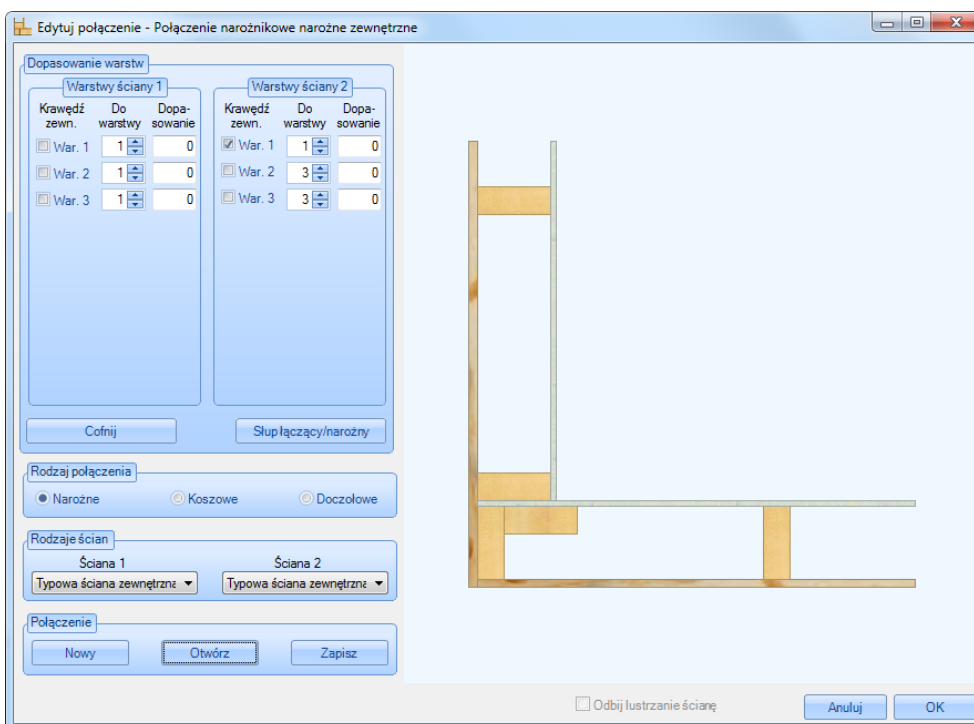 Edytuj połączenie - Połączenie narożnikowe narożne zewnętrzne
Dopasowanie warstw
Warstwy ściany 1
Warstwy ściany 2
Krawędź zewn.
Do warstwy
Dopa-sowanie
Krawędź zewn.
Do warstwy
Dopa-sowanie
War. 1 1 0
War. 1 1 0
War. 2 1 0
War. 2 3 0
War. 3 1 0
War. 3 3 0
Cofnij
Słup łączący/narożny
Rodzaj połączenia
Narożne
Koszowe
Doczołowe
Rodzaje ścian
Ściana 1
Ściana 2
Typowa ściana zewnętrzna
Typowa ściana zewnętrzna
Połączenie
Nowy
Otwórz
Zapisz
Odbij lustrzanie ścianę
Anuluj
OK